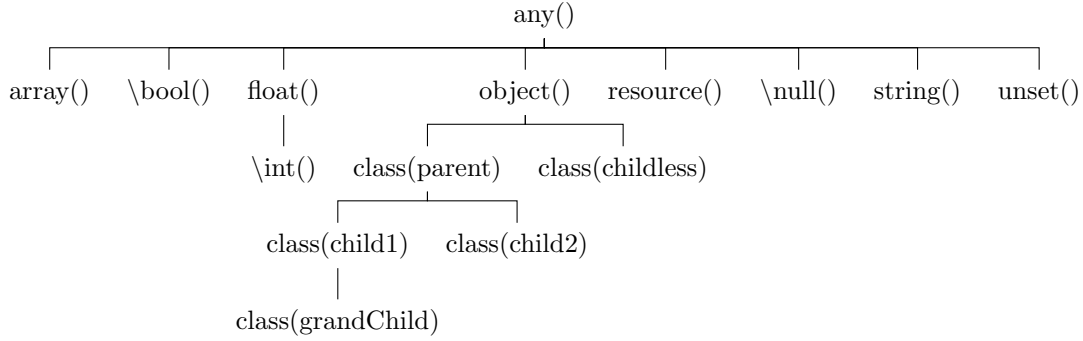 any()
array() \bool() float() object() resource() \null() string() unset()
\int() class(parent) class(childless)
class(child1) class(child2)
class(grandChild)